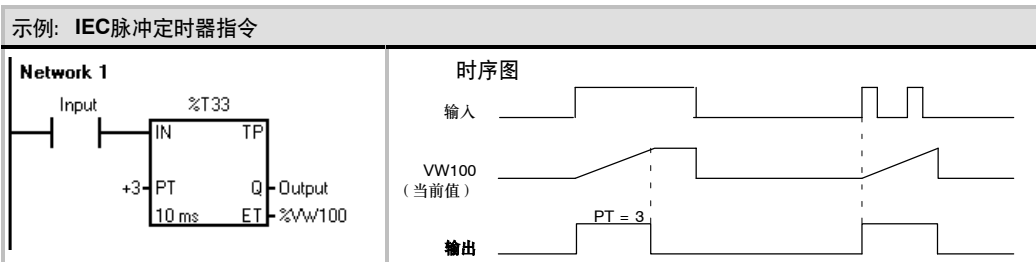 示例: IEC脉冲定时器指令
Network 1
Input
%T33
IN TP
+3 PT Q Output
10 ms ET %VW100
时序图
输入
VW100
(当前值)
PT = 3
输出